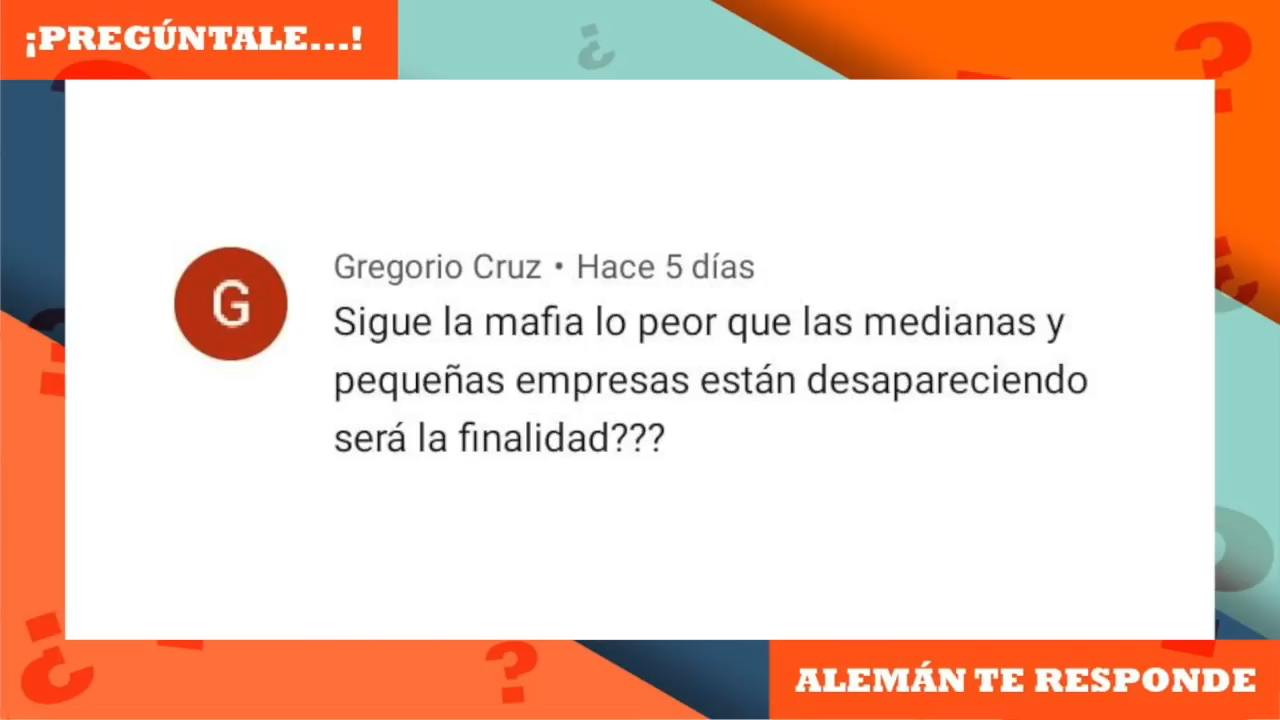 ¡PREGÚNTALE...!
G
Gregorio Cruz • Hace 5 días
Sigue la mafia lo peor que las medianas y
pequeñas empresas están desapareciendo
será la finalidad???
ALEMÁN TE RESPONDE